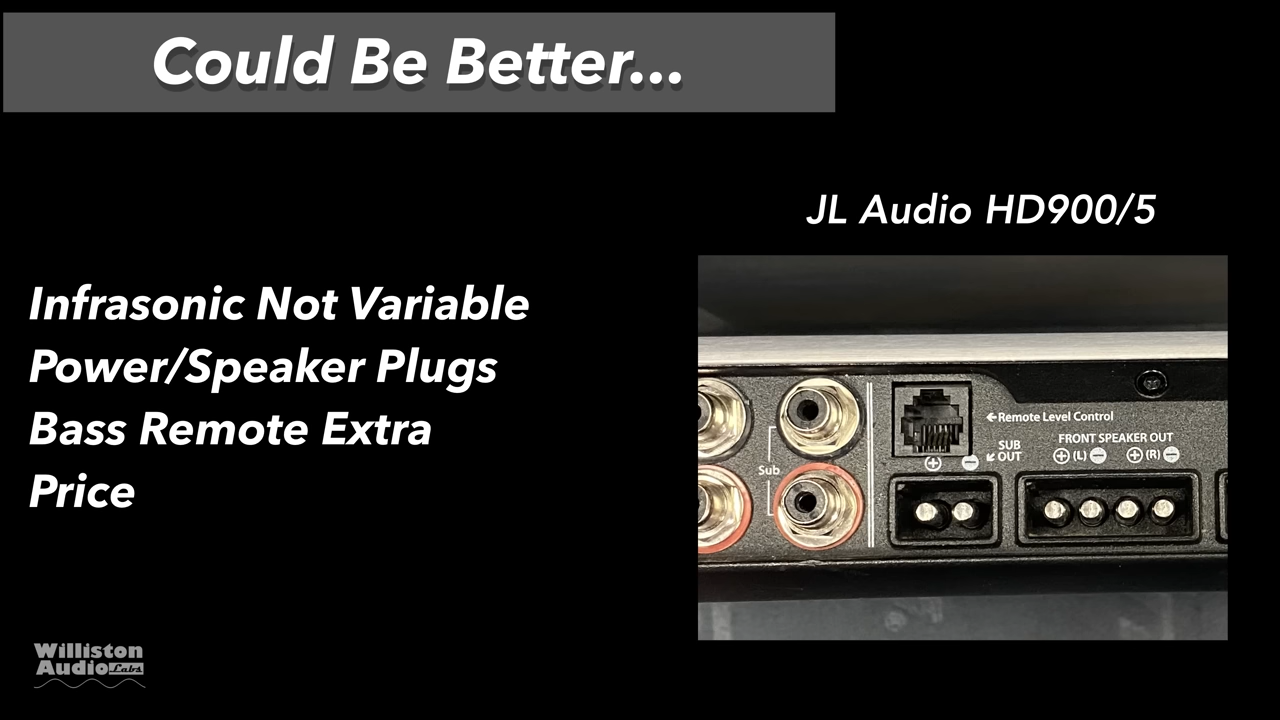 Could Be Better...
JL Audio HD900/5
Infrasonic Not Variable
Power/Speaker Plugs
Bass Remote Extra
Price
←Remote Level Control
SUB
↙OUT
FRONT SPEAKER OUT
⊕ (L) ⊖ ⊕ (R) ⊖
⊕ ⊖
Sub
Williston
Audio Labs